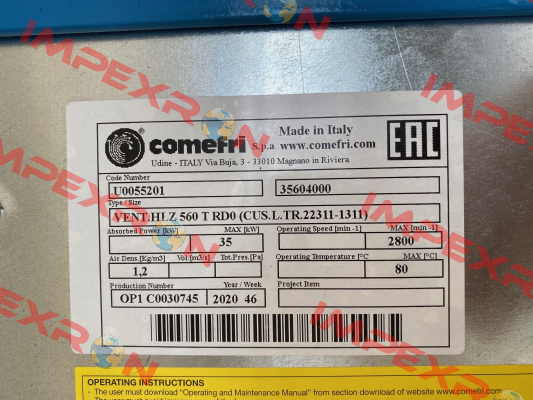 IMPEXRON
IMPEXRON
IMPEXRON
comefri S.p.a.
Made in Italy
www.comefri.com
EAC
Udine - ITALY Via Buja, 3 - 33010 Magnano in Riviera
Code Number
U0055201 35604000
Type / Size
VENT.HLZ 560 T RD0 (CUS.L.TR.22311-1311)
Absorbed Power [kW] MAX [kW] Operating Speed [min -1] MAX [min -1]
35 2800
Air Dens.[Kg/m3] Vol.[m3/s] Tot.Pres.[Pa] Operating Temperature [°C MAX [°C]
1,2 80
Production Number Year / Week Project Item
OP1 C0030745 2020 46
OPERATING INSTRUCTIONS
- The user must download "Operating and Maintenance Manual" from section download of website www.comefri.com